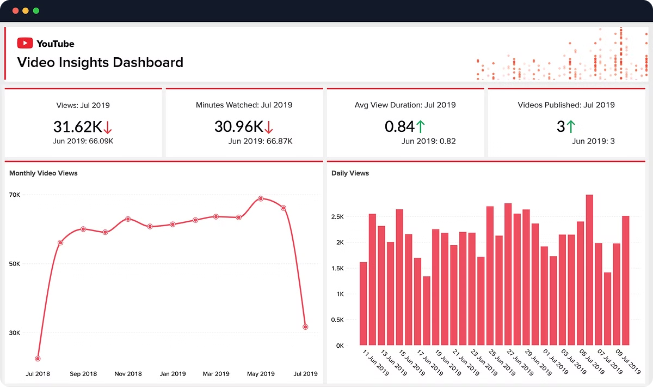 YouTube
Video Insights Dashboard
Views: Jul 2019
31.62K↓
Jun 2019: 66.09K
Minutes Watched: Jul 2019
30.96K↓
Jun 2019: 66.87K
Avg View Duration: Jul 2019
0.84↑
Jun 2019: 0.82
Videos Published: Jul 2019
3↑
Jun 2019: 3
Monthly Video Views
70K
50K
30K
Jul 2018
Sep 2018
Nov 2018
Jan 2019
Mar 2019
May 2019
Jul 2019
Daily Views
2.5K
2K
1.5K
1K
0.5K
0K
11 Jun 2019
13 Jun 2019
15 Jun 2019
17 Jun 2019
19 Jun 2019
21 Jun 2019
23 Jun 2019
25 Jun 2019
27 Jun 2019
29 Jun 2019
01 Jul 2019
03 Jul 2019
05 Jul 2019
07 Jul 2019
09 Jul 2019